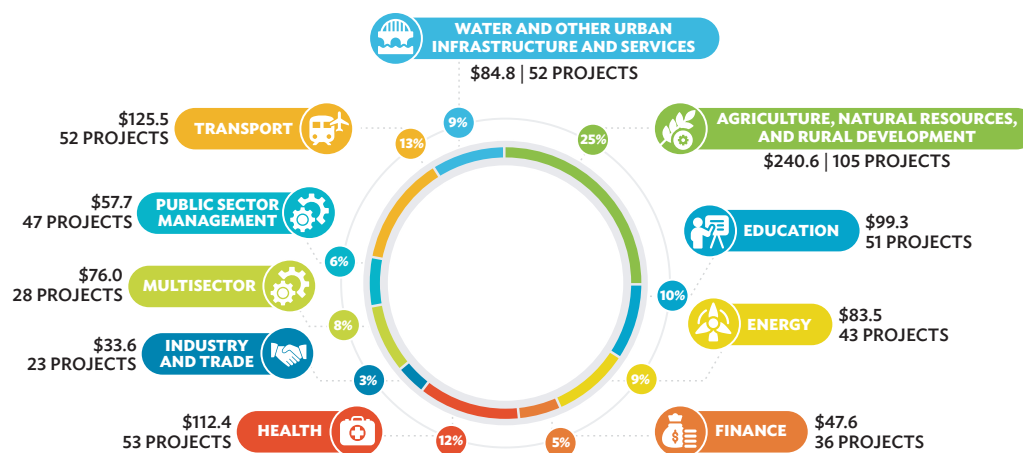 WATER AND OTHER URBAN
INFRASTRUCTURE AND SERVICES
$84.8 | 52 PROJECTS
9%
25%
AGRICULTURE, NATURAL RESOURCES,
AND RURAL DEVELOPMENT
$240.6 | 105 PROJECTS
EDUCATION
$99.3
51 PROJECTS
10%
ENERGY
$83.5
43 PROJECTS
9%
FINANCE
$47.6
36 PROJECTS
5%
12%
HEALTH
$112.4
53 PROJECTS
3%
INDUSTRY
AND TRADE
$33.6
23 PROJECTS
8%
MULTISECTOR
$76.0
28 PROJECTS
6%
PUBLIC SECTOR
MANAGEMENT
$57.7
47 PROJECTS
13%
TRANSPORT
$125.5
52 PROJECTS
$